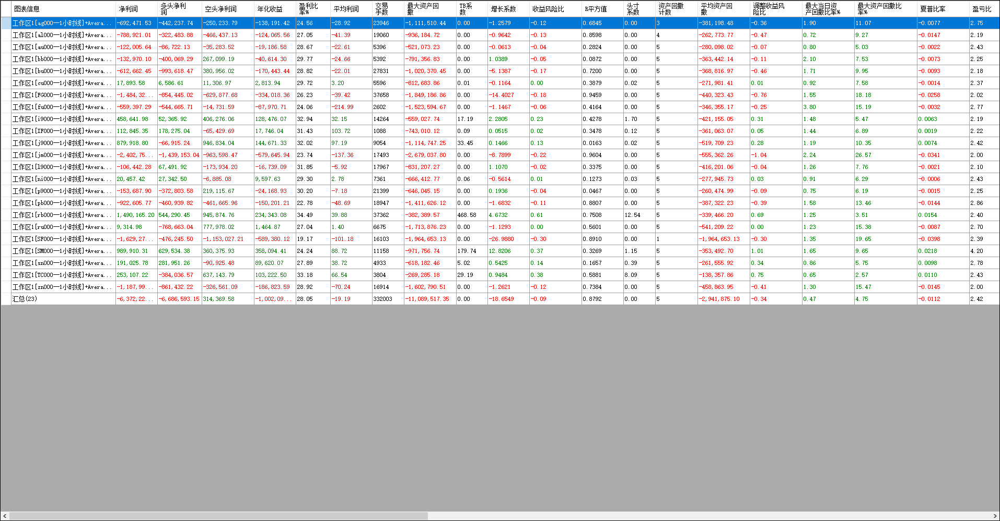 图表信息 净利润 多头净利润 空头净利润 年化收益 盈利比率% 平均利润 交易手数 最大资产回撤 TB系数 增长系数 收益风险比 R平方值 头寸系数 资产回撤计数 平均资产回撤 调整收益风险比 最大当日资产回撤比率% 最大资产回撤比率% 夏普比率 盈亏比
工作区1[ag000--1小时线]+Avera... -692,471.53 -442,237.74 -250,233.79 -138,191.42 24.56 -28.92 23946 -1,111,510.44 0.00 -1.2579 -0.12 0.6845 0.00 3 -381,198.48 -0.36 1.90 11.07 -0.0077 2.75
工作区1[al000--1小时线]+Avera... -788,921.01 -322,483.88 -466,437.13 -124,065.56 27.05 -41.39 19060 -936,184.72 0.00 -0.9642 -0.13 0.8598 0.00 4 -262,773.77 -0.47 0.72 9.27 -0.0147 2.19
工作区1[au000--1小时线]+Avera... -122,005.64 -86,722.13 -35,283.52 -19,186.58 28.67 -22.61 5396 -521,073.23 0.00 -0.0613 -0.04 0.2824 0.00 5 -280,098.02 -0.07 0.80 5.03 -0.0022 2.43
工作区1[bb000--1小时线]+Avera... -132,970.10 -400,069.29 267,099.19 -40,614.30 29.77 -24.66 5392 -791,356.83 0.00 1.0389 -0.05 0.0872 0.00 5 -363,442.14 -0.11 2.10 7.53 -0.0073 2.25
工作区1[bu000--1小时线]+Avera... -612,662.45 -993,618.47 380,956.02 -170,443.44 28.82 -22.01 27831 -1,020,370.45 0.00 -5.1387 -0.17 0.7200 0.00 5 -368,816.97 -0.46 1.71 9.95 -0.0093 2.18
工作区1[cu000--1小时线]+Avera... 17,893.58 6,586.61 11,306.97 2,813.94 29.72 3.20 5596 -812,683.86 0.01 -0.1164 0.00 0.3879 0.02 5 -271,981.41 0.01 0.92 7.58 -0.0014 2.37
工作区1[FG000--1小时线]+Avera... -1,484,32... -854,445.02 -629,877.68 -334,018.36 26.23 -39.42 37658 -1,849,186.86 0.00 -14.4027 -0.18 0.9459 0.00 5 -440,323.43 -0.76 1.55 18.18 -0.0258 2.02
工作区1[fu000--1小时线]+Avera... -559,397.29 -544,665.71 -14,731.59 -87,970.71 24.06 -214.99 2602 -1,523,594.67 0.00 -1.1467 -0.06 0.4164 0.00 5 -346,355.17 -0.25 3.80 15.19 -0.0032 2.77
工作区1[i9000--1小时线]+Avera... 458,641.98 52,365.92 406,276.06 128,476.07 32.94 32.15 14264 -559,027.74 17.19 2.2805 0.23 0.4278 1.70 5 -421,155.05 0.31 1.48 5.47 0.0063 2.19
工作区1[IF000--1小时线]+Avera... 112,845.35 178,275.04 -65,429.69 17,746.04 31.43 103.72 1088 -743,010.12 0.09 0.0515 0.02 0.3478 0.12 5 -361,063.07 0.05 1.44 6.89 0.0019 2.22
工作区1[j9000--1小时线]+Avera... 879,918.80 -66,915.24 946,834.04 144,671.33 32.02 97.19 9054 -1,114,747.25 33.45 0.1466 0.13 0.0163 0.02 5 -519,709.23 0.28 1.19 10.35 0.0074 2.42
工作区1[jm000--1小时线]+Avera... -2,402,75... -1,439,153.04 -963,598.47 -579,645.94 23.74 -137.36 17493 -2,679,037.80 0.00 -8.7899 -0.22 0.9604 0.00 5 -555,362.26 -1.04 2.24 26.57 -0.0341 2.00
工作区1[l9000--1小时线]+Avera... -106,442.28 67,491.92 -173,934.20 -16,739.09 31.85 -5.92 17967 -831,207.27 0.00 1.1070 -0.02 0.3375 0.00 5 -416,201.06 -0.04 1.26 7.76 -0.0021 2.10
工作区1[ni000--1小时线]+Avera... 20,457.42 27,342.50 -6,885.08 9,597.63 29.30 2.78 7361 -666,412.77 0.06 -0.5614 0.01 0.1273 0.03 5 -277,945.73 0.03 0.91 6.29 -0.0006 2.43
工作区1[p9000--1小时线]+Avera... -153,687.90 -372,803.58 219,115.67 -24,168.93 30.20 -7.18 21399 -646,045.15 0.00 0.1936 -0.04 0.0467 0.00 5 -260,474.99 -0.09 0.75 6.19 -0.0015 2.25
工作区1[pb000--1小时线]+Avera... -922,605.77 -460,939.82 -461,665.96 -150,201.21 22.78 -48.69 18947 -1,411,626.12 0.00 -1.6832 -0.11 0.8807 0.00 5 -387,322.23 -0.39 1.58 13.46 -0.0144 2.86
工作区1[rb000--1小时线]+Avera... 1,490,165.20 544,290.45 945,874.76 234,343.08 34.49 39.88 37362 -382,389.57 468.58 4.6732 0.61 0.7508 12.54 5 -339,466.20 0.69 1.25 3.51 0.0154 2.40
工作区1[ru000--1小时线]+Avera... 9,314.98 -768,663.04 777,978.02 1,464.87 27.04 1.40 6675 -1,713,876.23 0.00 -1.1293 0.00 0.5601 0.00 5 -541,209.22 0.00 1.23 15.38 -0.0087 2.70
工作区1[SF000--1小时线]+Avera... -1,629,27... -476,245.50 -1,153,027.21 -589,380.12 19.17 -101.18 16103 -1,964,653.13 0.00 -26.9880 -0.30 0.8910 0.00 1 -1,964,653.13 -0.30 1.35 19.65 -0.0398 2.39
工作区1[SM000--1小时线]+Avera... 989,910.31 629,534.38 360,375.93 358,094.41 24.24 88.72 11158 -971,756.74 179.74 12.8206 0.37 0.3269 1.15 5 -353,492.70 1.01 1.65 9.65 0.0218 4.20
工作区1[sn000--1小时线]+Avera... 191,025.78 281,951.26 -90,925.48 89,620.07 27.89 38.72 4933 -618,182.46 5.02 0.5425 0.14 0.1657 0.39 5 -261,555.92 0.34 0.86 5.75 0.0098 2.78
工作区1[TC000--1小时线]+Avera... 253,107.22 -384,036.57 637,143.79 103,222.50 33.18 66.54 3804 -269,285.18 29.19 0.9484 0.38 0.5881 8.09 5 -138,357.86 0.75 0.65 2.57 0.0110 2.43
工作区1[zn000--1小时线]+Avera... -1,187,99... -861,432.22 -326,561.09 -186,823.59 28.92 -70.24 16914 -1,602,790.51 0.00 -1.2621 -0.12 0.7384 0.00 5 -458,863.95 -0.41 1.30 15.47 -0.0145 2.00
汇总(23) -6,372,22... -6,686,593.15 314,369.58 -1,002,09... 28.05 -19.19 332003 -11,089,517.35 0.00 -18.6549 -0.09 0.8792 0.00 5 -2,941,875.10 -0.34 0.47 4.75 -0.0112 2.42